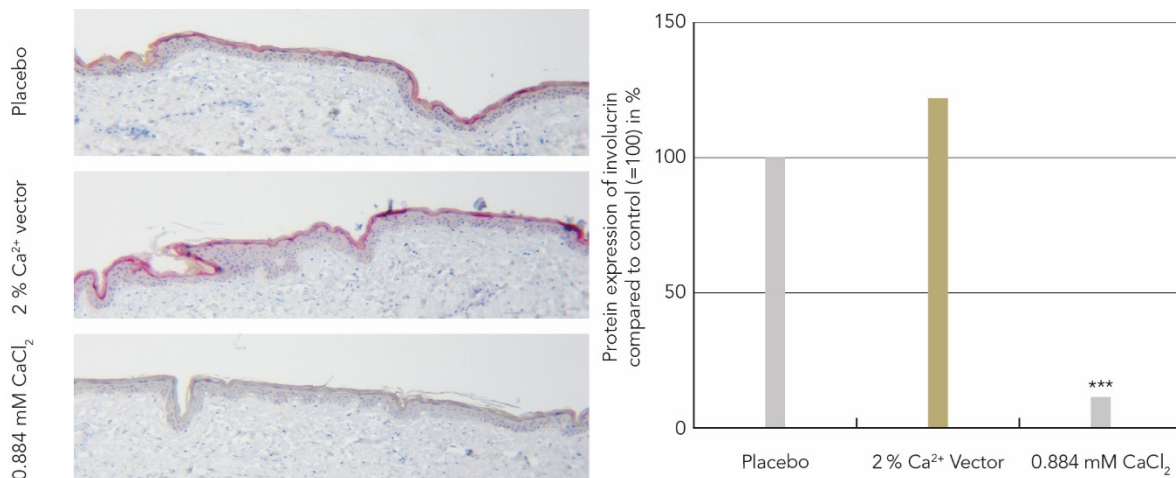 Placebo
2 % Ca²⁺ vector
0.884 mM CaCl₂
Protein expression of involucrin
compared to control (=100) in %
150
100
50
0
***
Placebo
2 % Ca²⁺ Vector
0.884 mM CaCl₂